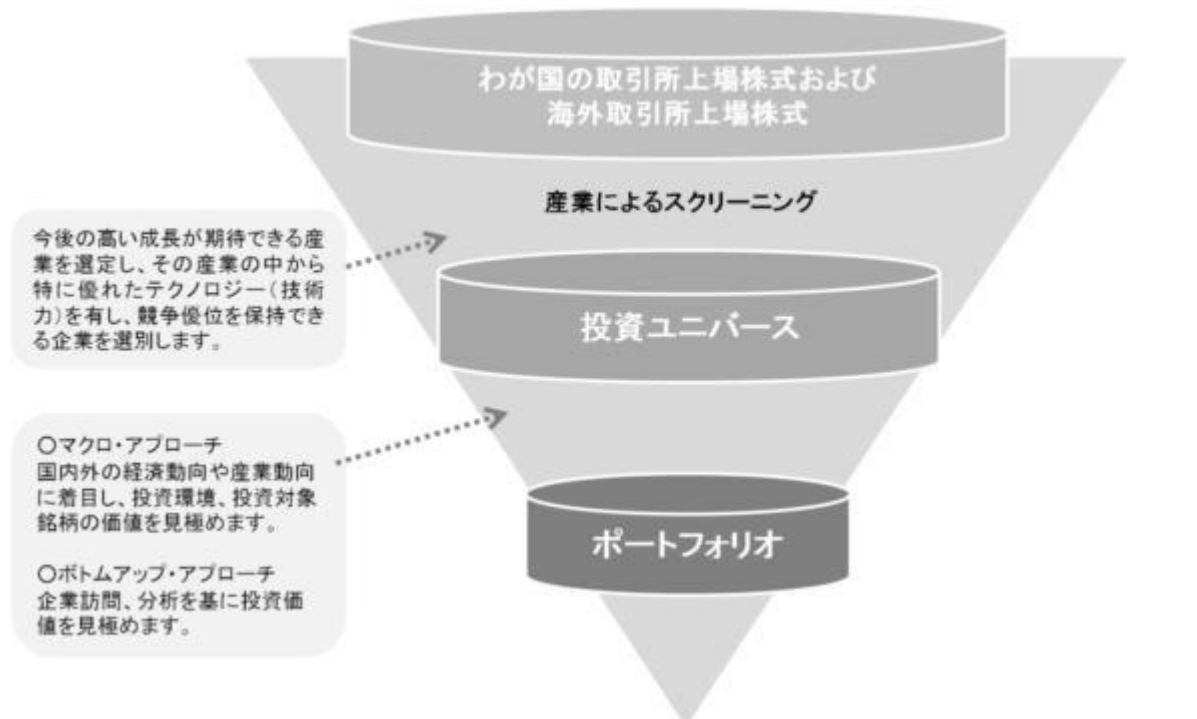 わが国の取引所上場株式および
海外取引所上場株式
産業によるスクリーニング
今後の高い成長が期待できる産
業を選定し、その産業の中から
特に優れたテクノロジー(技術
力)を有し、競争優位を保持でき
る企業を選別します。
投資ユニバース
○マクロ・アプローチ
国内外の経済動向や産業動向
に着目し、投資環境、投資対象
銘柄の価値を見極めます。
○ボトムアップ・アプローチ
企業訪問、分析を基に投資価
値を見極めます。
ポートフォリオ